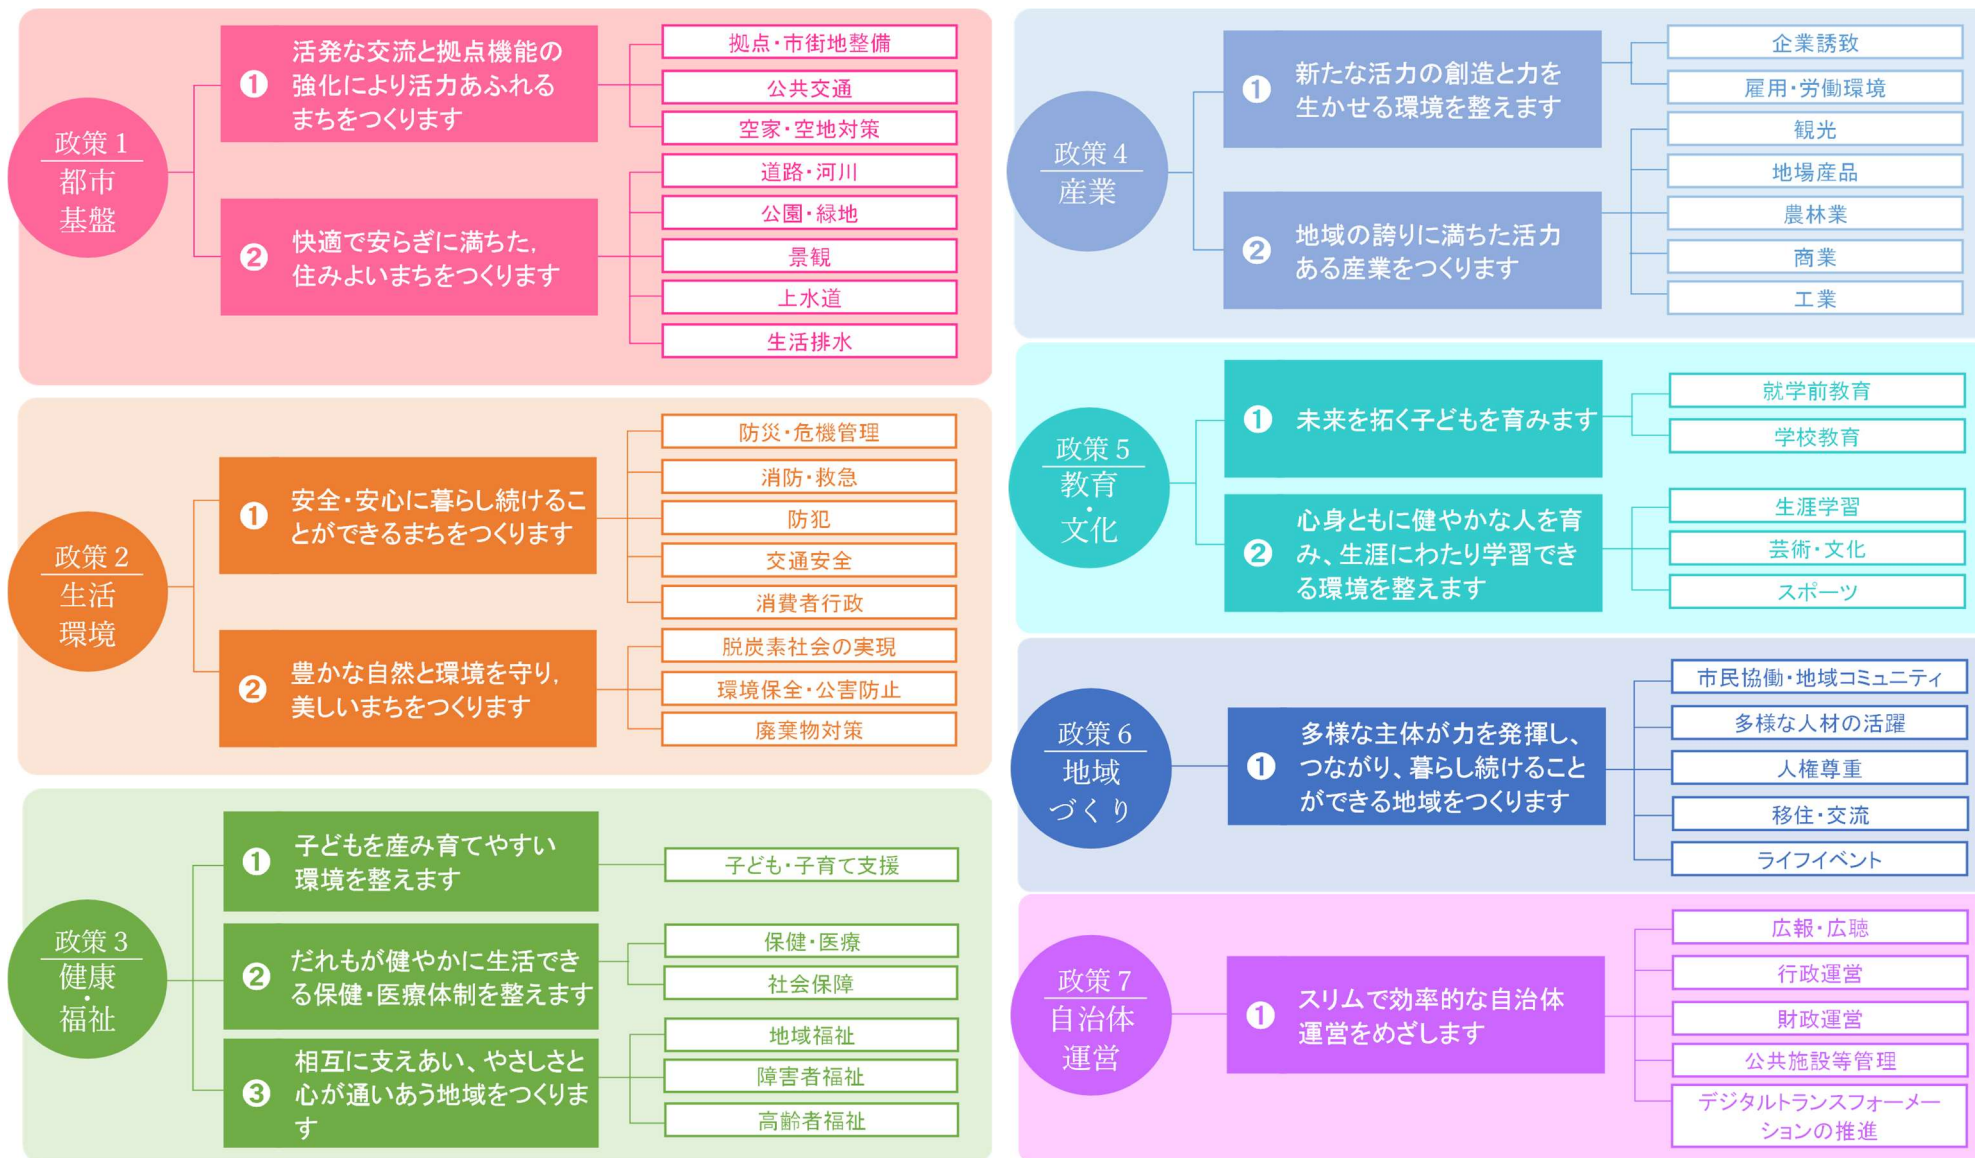 政策1
都市
基盤
❶
活発な交流と拠点機能の
強化により活力あふれる
まちをつくります
拠点・市街地整備
公共交通
空家・空地対策
❷
快適で安らぎに満ちた,
住みよいまちをつくります
道路・河川
公園・緑地
景観
上水道
生活排水
政策2
生活
環境
❶
安全・安心に暮らし続けるこ
とができるまちをつくります
防災・危機管理
消防・救急
防犯
交通安全
消費者行政
❷
豊かな自然と環境を守り,
美しいまちをつくります
脱炭素社会の実現
環境保全・公害防止
廃棄物対策
政策3
健康
・
福祉
❶
子どもを産み育てやすい
環境を整えます
子ども・子育て支援
❷
だれもが健やかに生活でき
る保健・医療体制を整えます
保健・医療
社会保障
❸
相互に支えあい、やさしさと
心が通いあう地域をつくりま
す
地域福祉
障害者福祉
高齢者福祉
政策4
産業
❶
新たな活力の創造と力を
生かせる環境を整えます
企業誘致
雇用・労働環境
❷
地域の誇りに満ちた活力
ある産業をつくります
観光
地場産品
農林業
商業
工業
政策5
教育
・
文化
❶
未来を拓く子どもを育みます
就学前教育
学校教育
❷
心身ともに健やかな人を育
み、生涯にわたり学習でき
る環境を整えます
生涯学習
芸術・文化
スポーツ
政策6
地域
づくり
❶
多様な主体が力を発揮し、
つながり、暮らし続けること
ができる地域をつくります
市民協働・地域コミュニティ
多様な人材の活躍
人権尊重
移住・交流
ライフイベント
政策7
自治体
運営
❶
スリムで効率的な自治体
運営をめざします
広報・広聴
行政運営
財政運営
公共施設等管理
デジタルトランスフォーメー
ションの推進